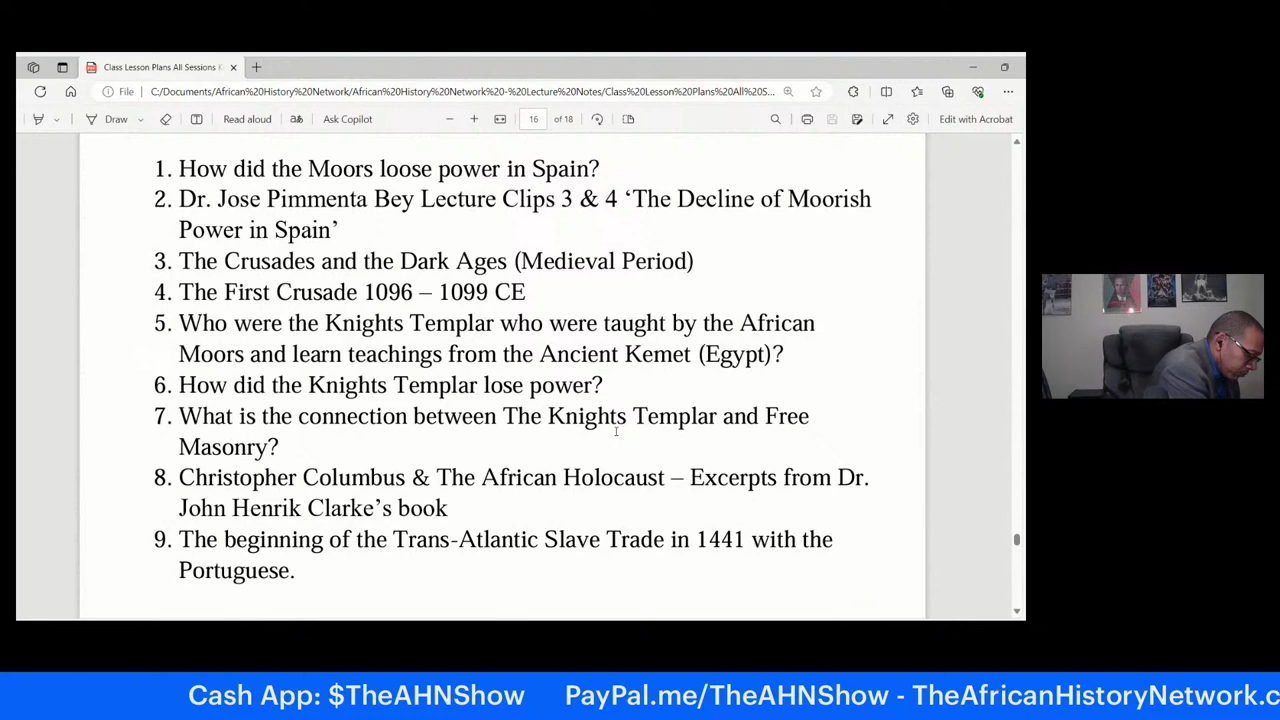 Class Lesson Plans All Sessions K
File
C:/Documents/African%20History%20Network/African%20History%20Network%20-%20Lecture%20Notes/Class%20Lesson%20Plans%20All%20S...
Draw
Read aloud
Ask Copilot
16
of 18
Edit with Acrobat
1. How did the Moors loose power in Spain?
2. Dr. Jose Pimmenta Bey Lecture Clips 3 & 4 ‘The Decline of Moorish
Power in Spain’
3. The Crusades and the Dark Ages (Medieval Period)
4. The First Crusade 1096 – 1099 CE
5. Who were the Knights Templar who were taught by the African
Moors and learn teachings from the Ancient Kemet (Egypt)?
6. How did the Knights Templar lose power?
7. What is the connection between The Knights Templar and Free
Masonry?
8. Christopher Columbus & The African Holocaust – Excerpts from Dr.
John Henrik Clarke’s book
9. The beginning of the Trans-Atlantic Slave Trade in 1441 with the
Portuguese.
Cash App: $TheAHNShow PayPal.me/TheAHNShow - TheAfricanHistoryNetwork.c